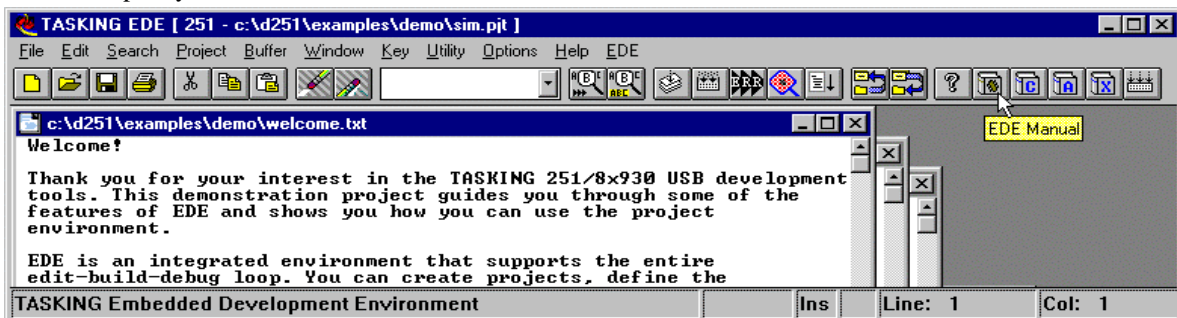 TASKING EDE [ 251 - c:\d251\examples\demo\sim.pjt ]
File Edit Search Project Buffer Window Key Utility Options Help EDE
c:\d251\examples\demo\welcome.txt
EDE Manual
Welcome!
Thank you for your interest in the TASKING 251/8x930 USB development
tools. This demonstration project guides you through some of the
features of EDE and shows you how you can use the project
environment.
EDE is an integrated environment that supports the entire
edit-build-debug loop. You can create projects, define the
TASKING Embedded Development Environment Ins Line: 1 Col: 1